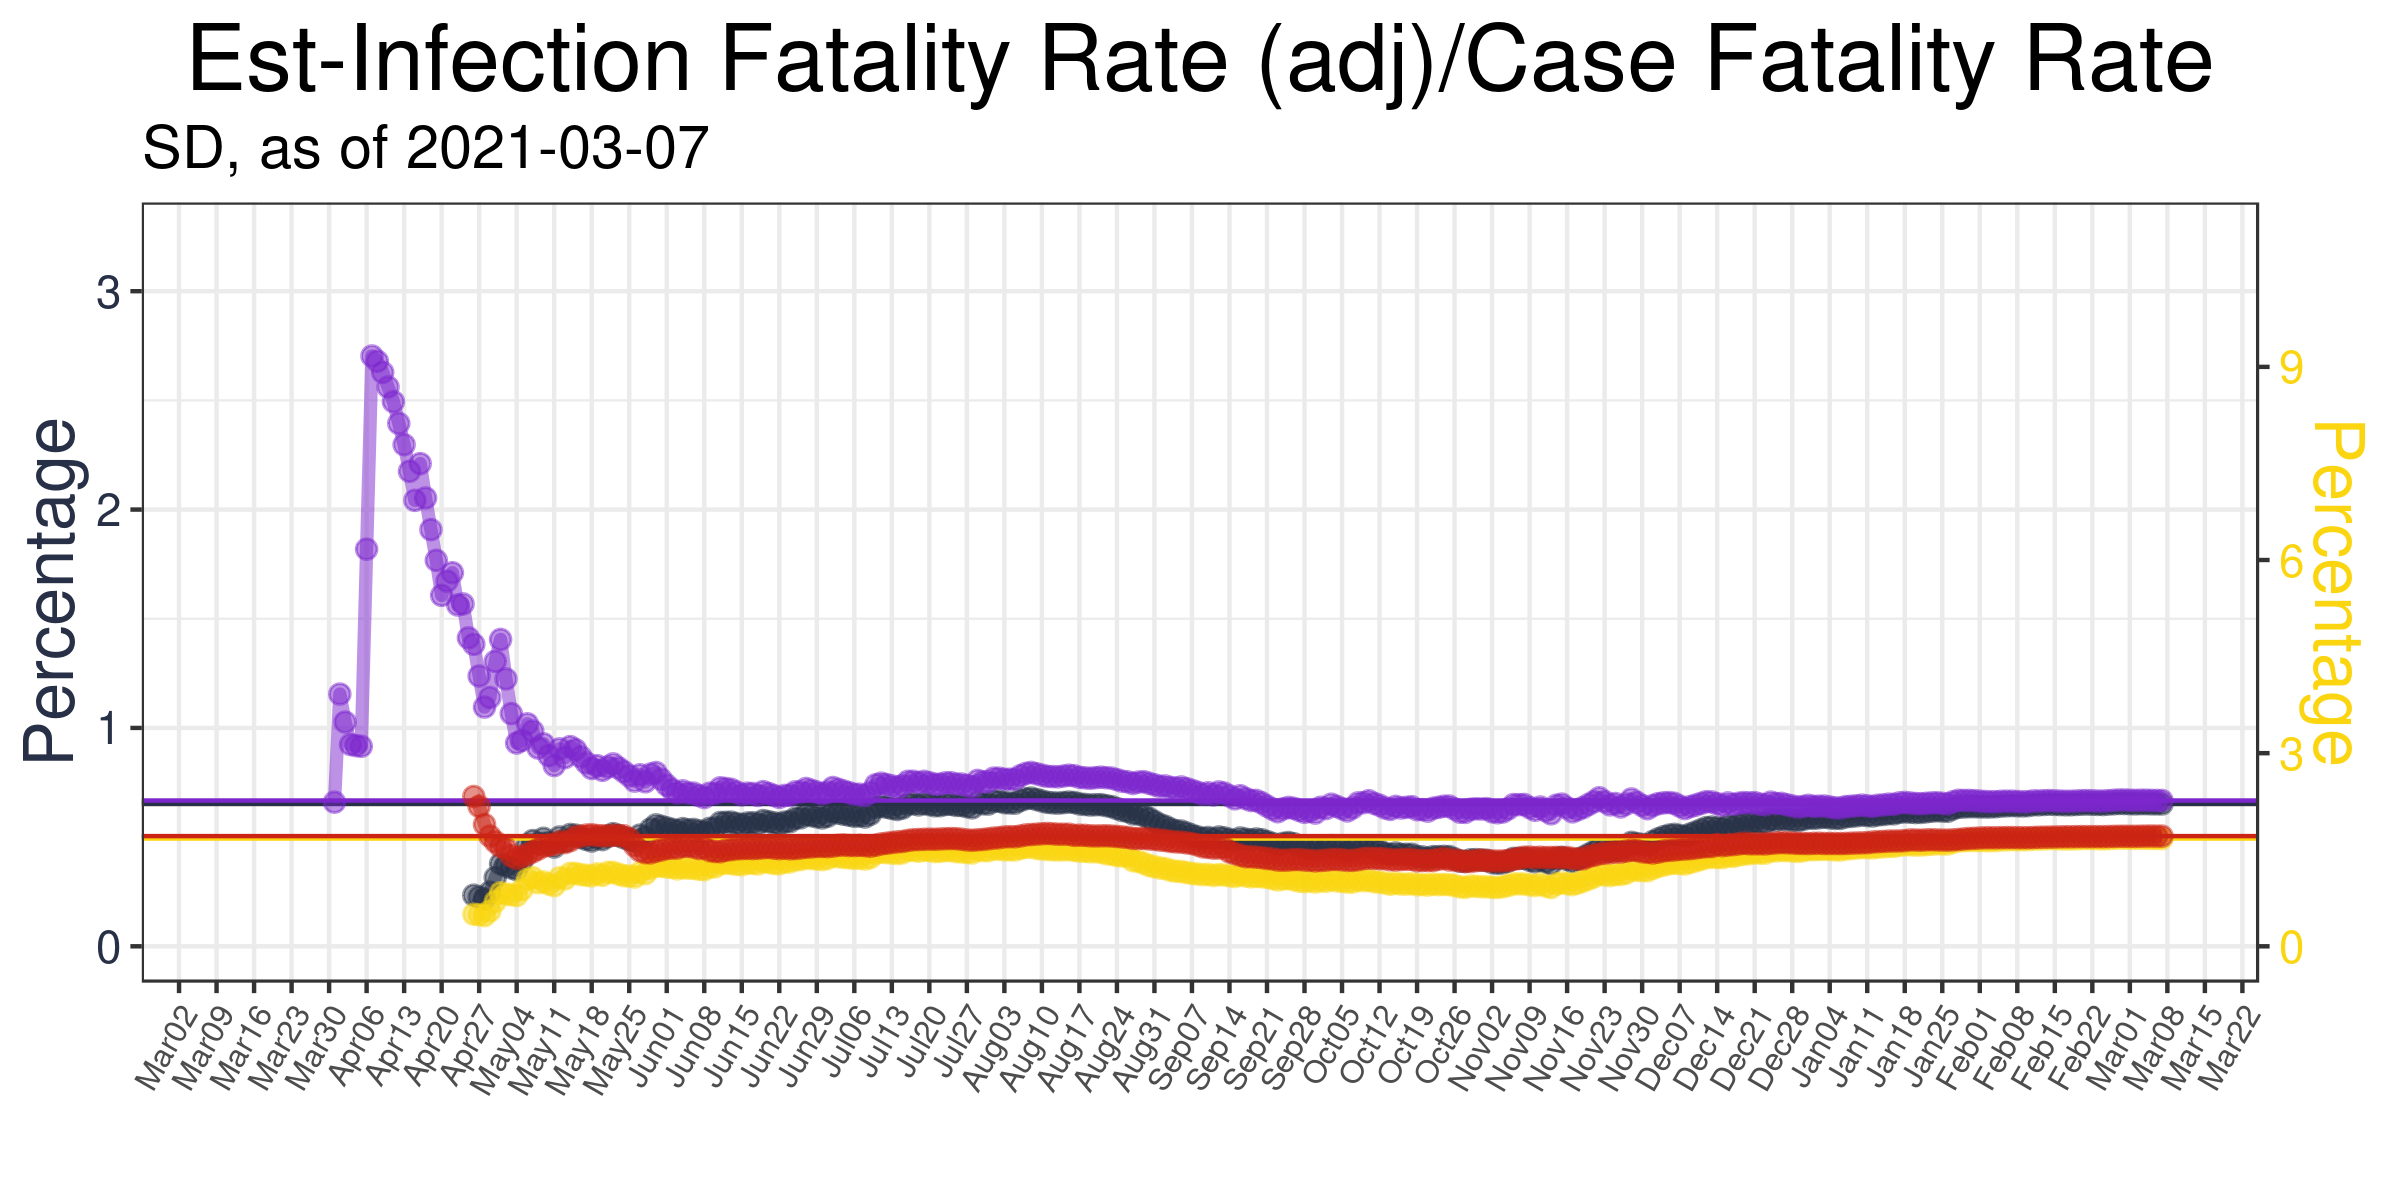 Est-Infection Fatality Rate (adj)/Case Fatality Rate
SD, as of 2021-03-07
Percentage
3
2
1
0
9
6
3
0
Percentage
Mar02 Mar09 Mar16 Mar23 Mar30 Apr06 Apr13 Apr20 Apr27 May04 May11 May18 May25 Jun01 Jun08 Jun15 Jun22 Jun29 Jul06 Jul13 Jul20 Jul27 Aug03 Aug10 Aug17 Aug24 Aug31 Sep07 Sep14 Sep21 Sep28 Oct05 Oct12 Oct19 Oct26 Nov02 Nov09 Nov16 Nov23 Nov30 Dec07 Dec14 Dec21 Dec28 Dec04 Jan11 Jan18 Jan25 Jan25 Feb01 Feb08 Feb15 Feb22 Mar01 Mar08 Mar15 Mar22